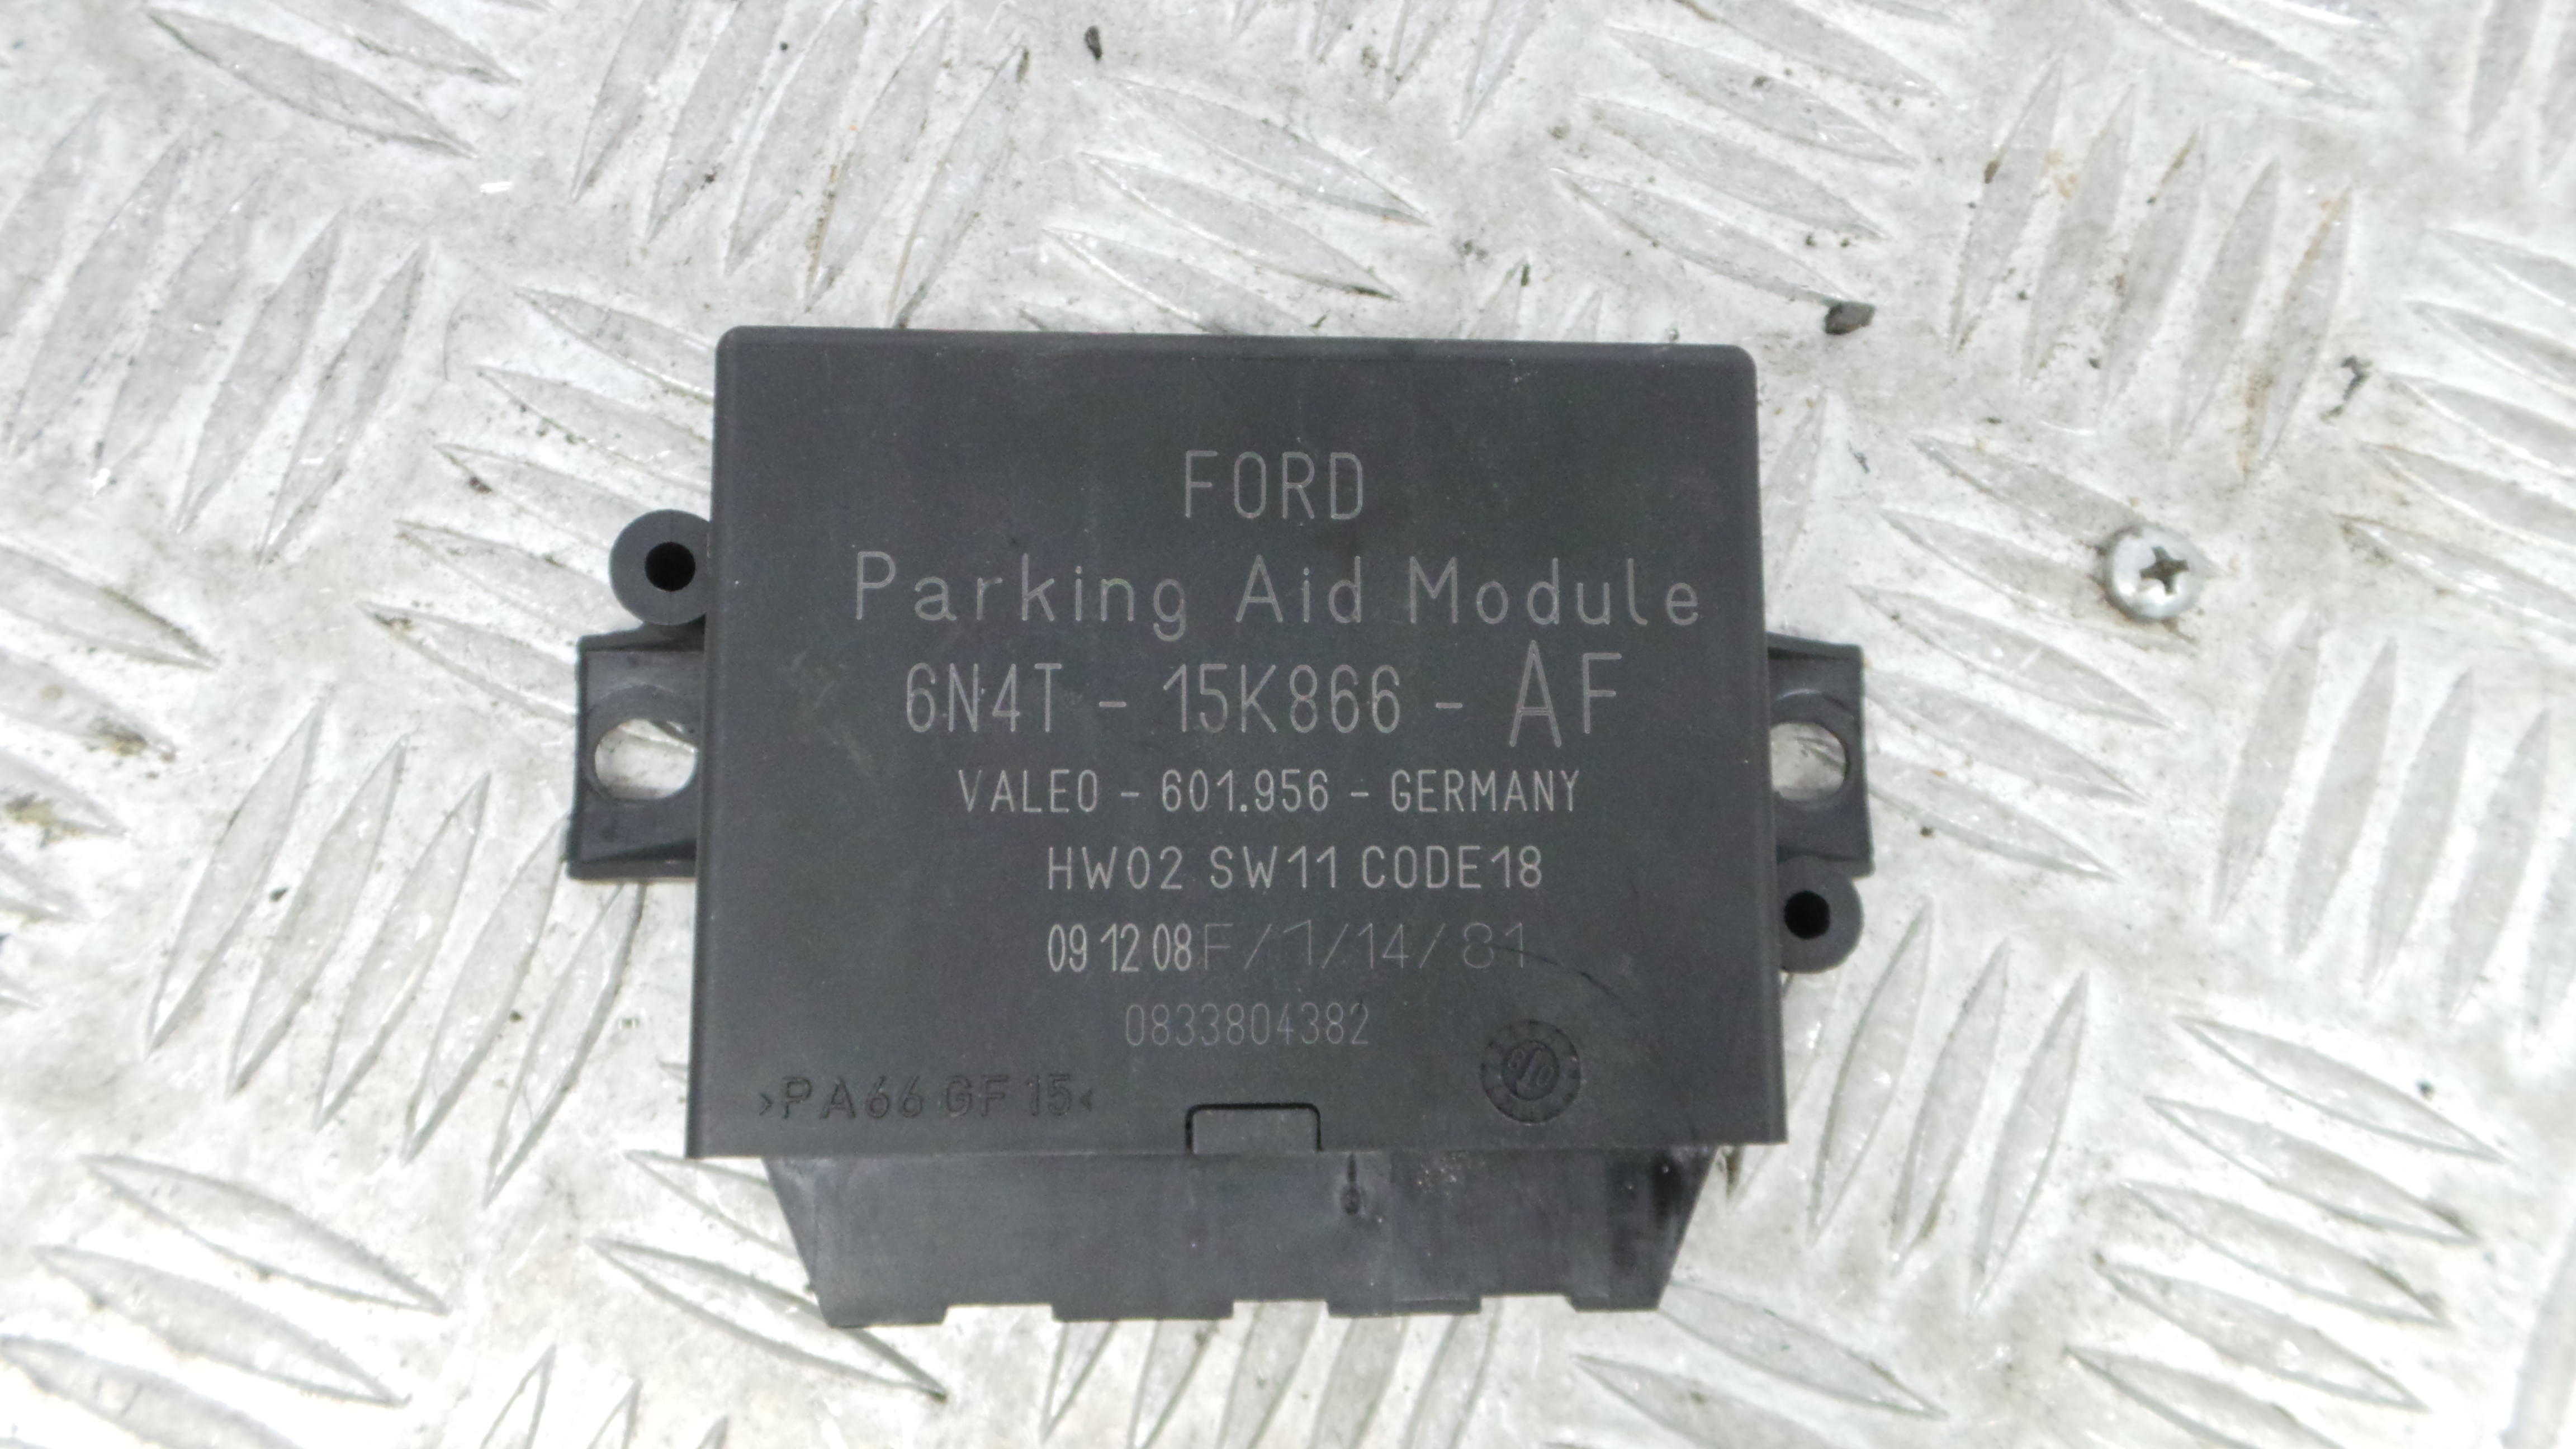 FORD
Parking Aid Module
6N4T - 15K866 - AF
VALEO - 601.956 - GERMANY
HW02 SW11 CODE18
09 12 08 F/1/14/81
0833804382
>PA66 GF15<